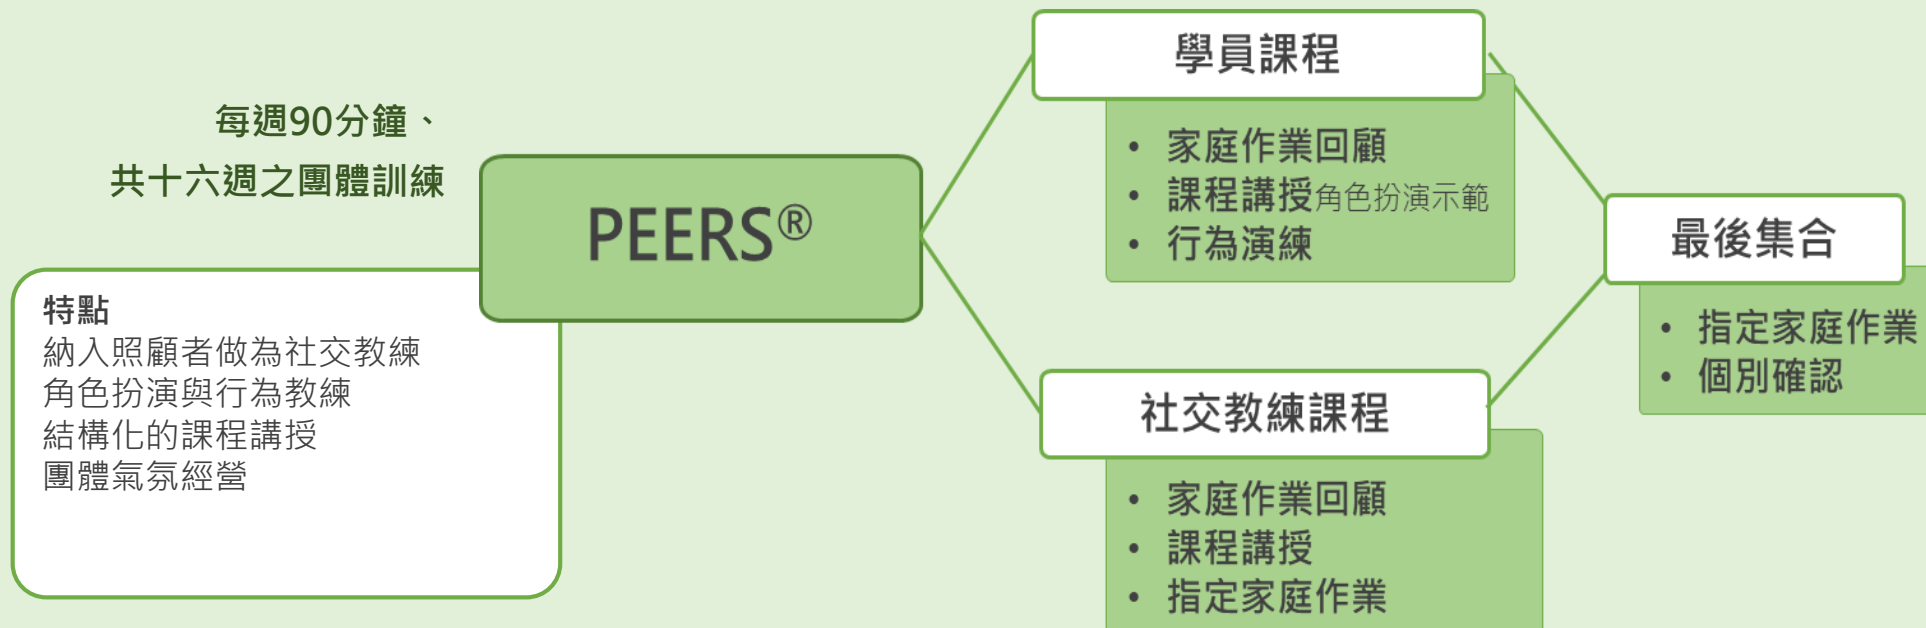 每週90分鐘、
共十六週之團體訓練
PEERS®
特點
納入照顧者做為社交教練
角色扮演與行為教練
結構化的課程講授
團體氣氛經營
學員課程
• 家庭作業回顧
• 課程講授角色扮演示範
• 行為演練
社交教練課程
• 家庭作業回顧
• 課程講授
• 指定家庭作業
最後集合
• 指定家庭作業
• 個別確認